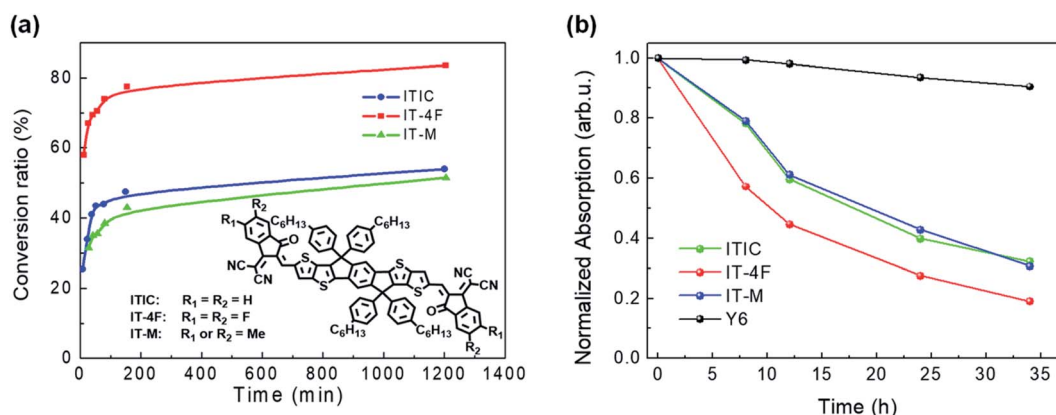 (a)
Conversion ratio (%)
80
60
40
20
0
ITIC
IT-4F
IT-M
R2
R1
C6H13
C6H13
O
S
S
NC
CN
S
S
CN
NC
O
C6H13
C6H13
R1
R2
ITIC: R1 = R2 = H
IT-4F: R1 = R2 = F
IT-M: R1 or R2 = Me
0 200 400 600 800 1000 1200 1400
Time (min)
(b)
Normalized Absorption (arb.u.)
1.0
0.8
0.6
0.4
0.2
0.0
ITIC
IT-4F
IT-M
Y6
0 5 10 15 20 25 30 35
Time (h)